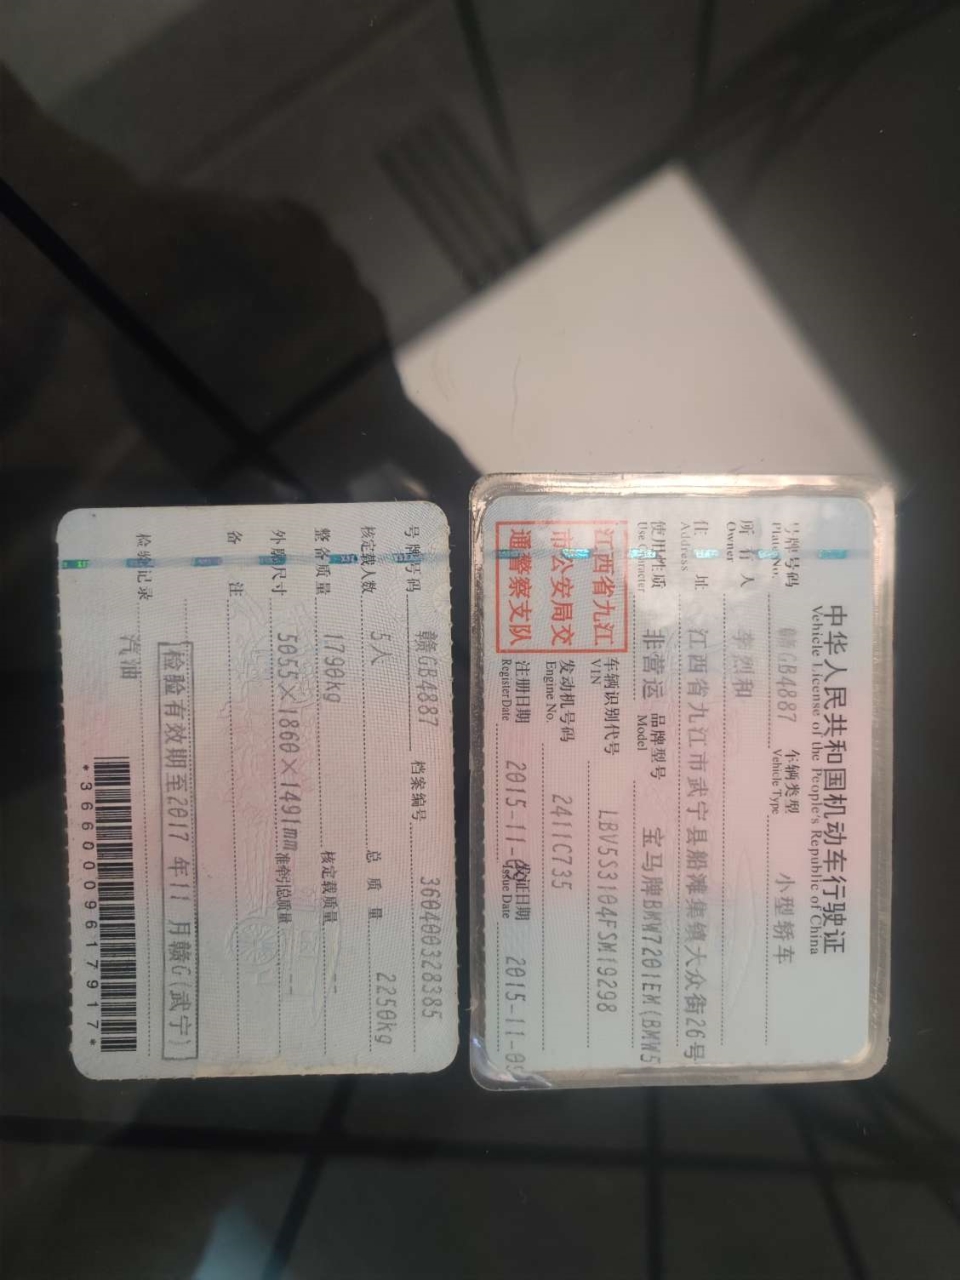 中华人民共和国机动车行驶证
Vehicle License of the People's Republic of China
号牌号码 赣GB4887 车辆类型 小型轿车
Plate No. Vehicle Type
所有人 李烈和
Owner
住址 江西省九江市武宁县船滩集镇大众街26号
Address
使用性质 非营运 品牌型号 宝马牌BMW7201EM(BMW5
Use Character Model
江西省九江
市公安局交
通警察支队
车辆识别代号 LBV5S3104FSM19298
VIN
发动机号码 2411C735
Engine No.
注册日期 2015-11- 发证日期 2015-11-05
Register Date Issue Date
号牌号码 赣GB4887 档案编号 360400328385
核定载人数 5人 总质量 2250kg
整备质量 1790kg 核定载质量 --
外廓尺寸 5055×1860×1491mm 准牵引总质量 --
备注
检验有效期至2017年11月赣G(武宁)
检验记录
汽油
*3660009617917*